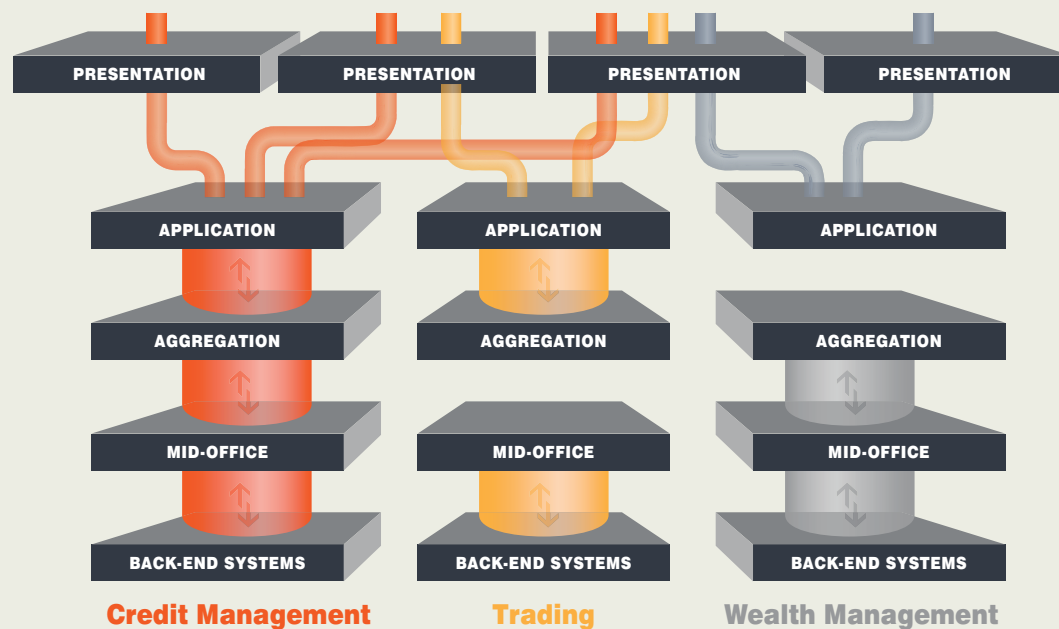 PRESENTATION
PRESENTATION
PRESENTATION
PRESENTATION
APPLICATION
APPLICATION
APPLICATION
AGGREGATION
AGGREGATION
AGGREGATION
MID-OFFICE
MID-OFFICE
MID-OFFICE
BACK-END SYSTEMS
BACK-END SYSTEMS
BACK-END SYSTEMS
Credit Management
Trading
Wealth Management